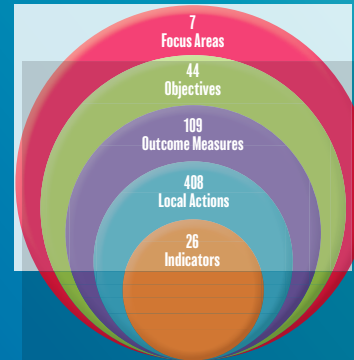 7
Focus Areas
44
Objectives
109
Outcome Measures
408
Local Actions
26
Indicators